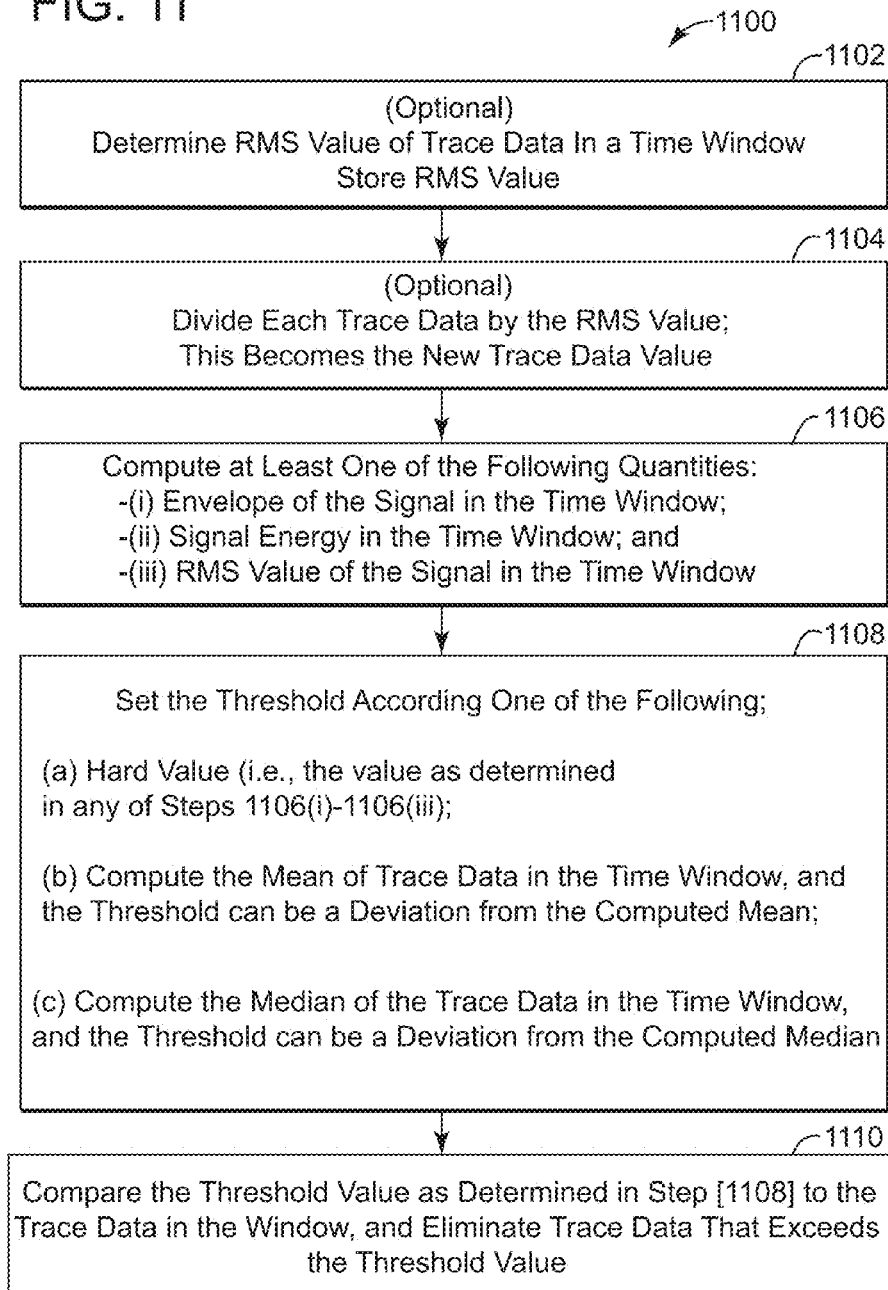 FIG. 11
1100
1102
(Optional)
Determine RMS Value of Trace Data In a Time Window
Store RMS Value
1104
(Optional)
Divide Each Trace Data by the RMS Value;
This Becomes the New Trace Data Value
1106
Compute at Least One of the Following Quantities:
-(i) Envelope of the Signal in the Time Window;
-(ii) Signal Energy in the Time Window; and
-(iii) RMS Value of the Signal in the Time Window
1108
Set the Threshold According One of the Following;
(a) Hard Value (i.e., the value as determined
in any of Steps 1106(i)-1106(iii);
(b) Compute the Mean of Trace Data in the Time Window, and
the Threshold can be a Deviation from the Computed Mean;
(c) Compute the Median of the Trace Data in the Time Window,
and the Threshold can be a Deviation from the Computed Median
1110
Compare the Threshold Value as Determined in Step [1108] to the
Trace Data in the Window, and Eliminate Trace Data That Exceeds
the Threshold Value